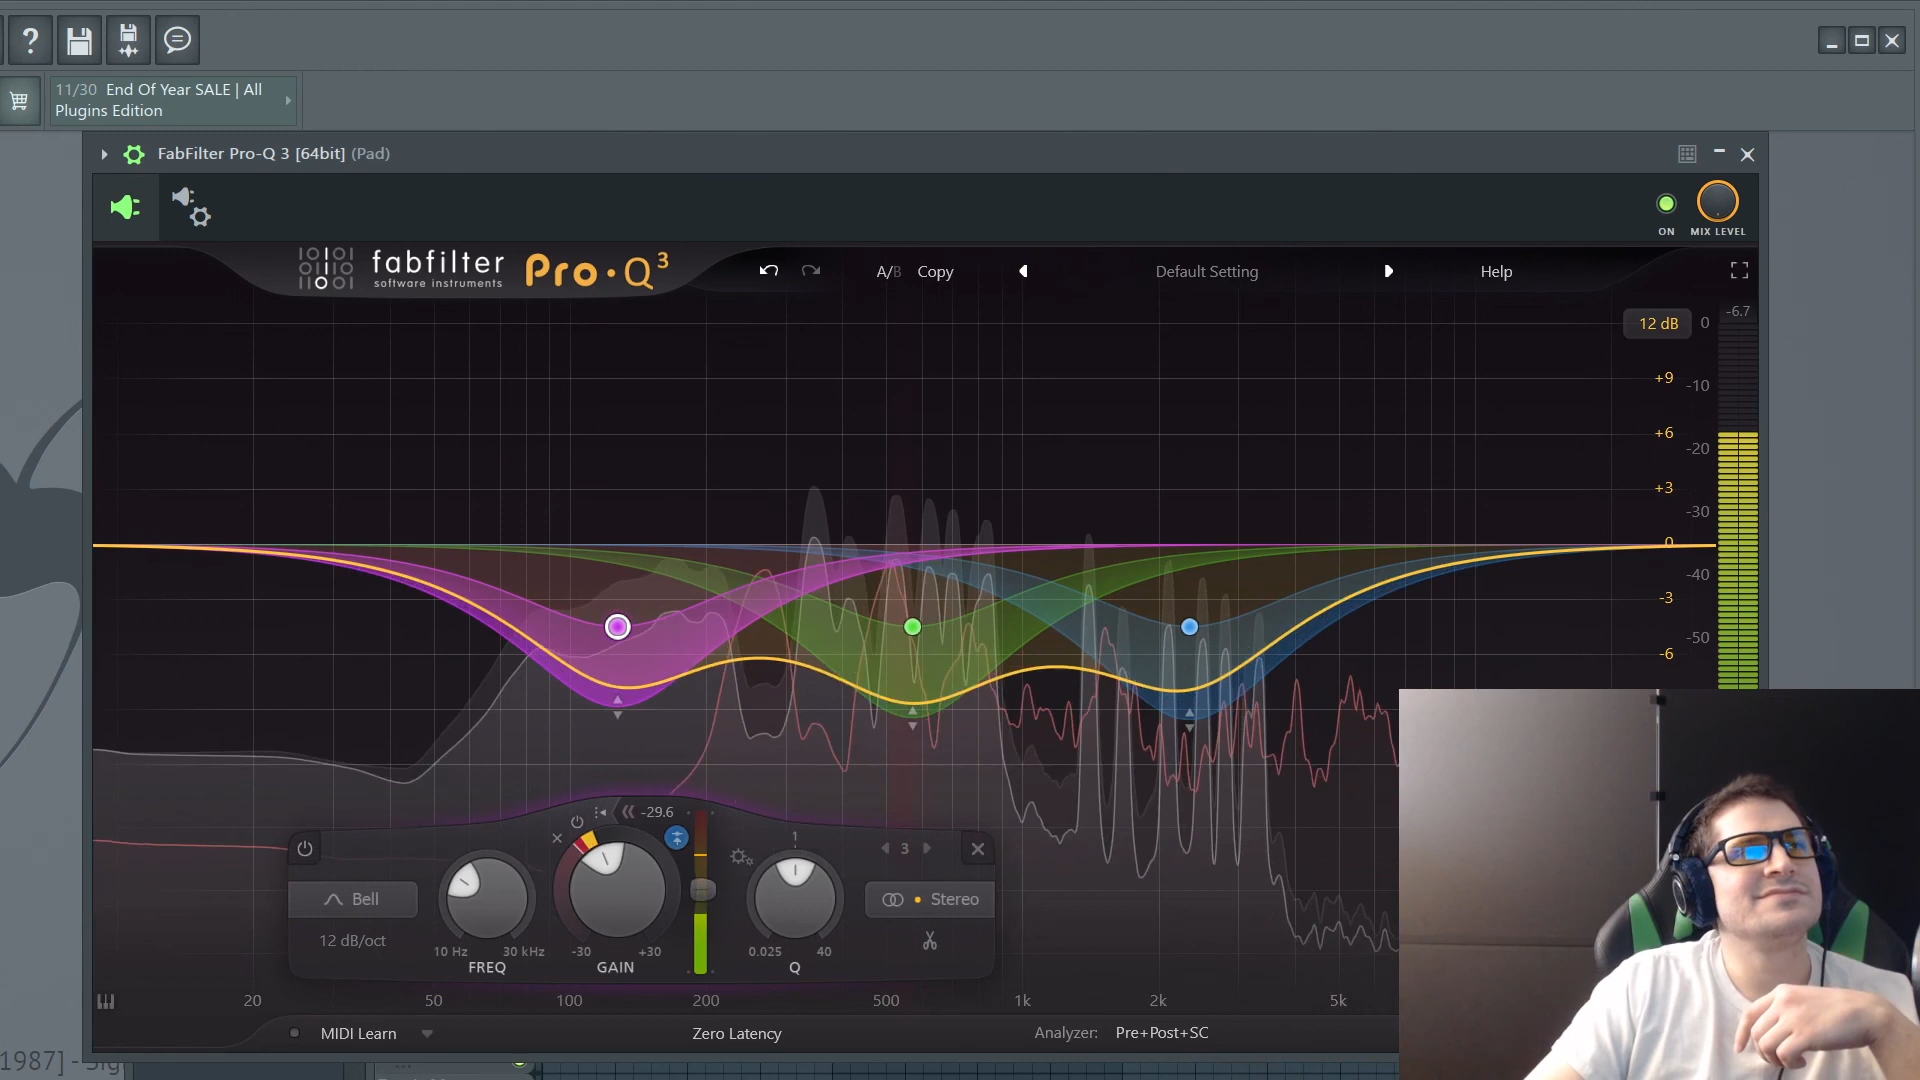 ?
11/30 End Of Year SALE | All
Plugins Edition
FabFilter Pro-Q 3 [64bit] (Pad)
ON
MIX LEVEL
fabfilter
software instruments
Pro·Q³
A/B
Copy
Default Setting
Help
12 dB
0
-6.7
+9
-10
+6
-20
+3
-30
0
-40
-3
-50
-6
-29.6
1
3
Bell
Stereo
12 dB/oct
10 Hz
30 kHz
-30
+30
0.025
40
FREQ
GAIN
Q
20
50
100
200
500
1k
2k
5k
MIDI Learn
Zero Latency
Analyzer:
Pre+Post+SC
1987] -